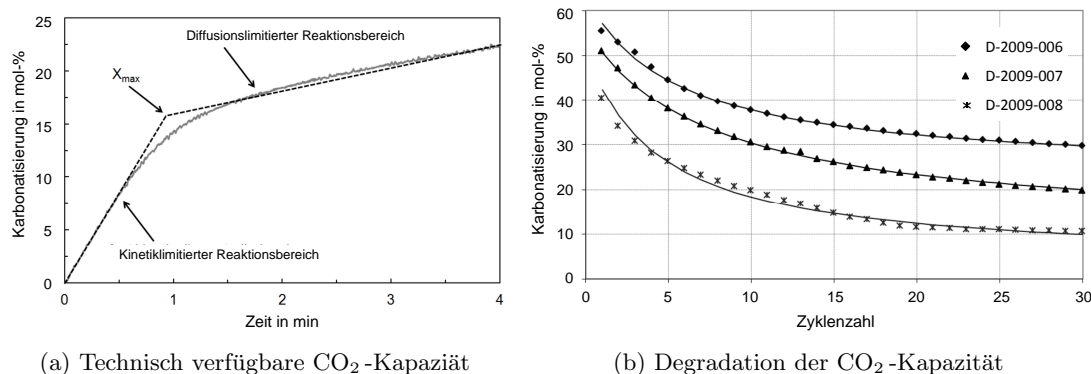 25
20
15
10
5
0
0
1
2
3
4
Karbonatisierung in mol-%
Zeit in min
Diffusionslimitierter Reaktionsbereich
Xmax
Kinetiklimitierter Reaktionsbereich
(a) Technisch verfügbare CO₂-Kapaziät
60
50
40
30
20
10
0
0
5
10
15
20
25
30
Karbonatisierung in mol-%
Zyklenzahl
D-2009-006
D-2009-007
D-2009-008
(b) Degradation der CO₂-Kapazität